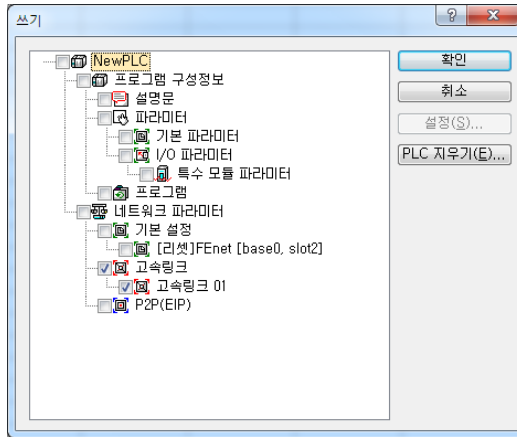 쓰기
NewPLC
확인
프로그램 구성정보
취소
설명문
파라미터
설정(S)...
기본 파라미터
I/O 파라미터
PLC 지우기(E)...
특수 모듈 파라미터
프로그램
네트워크 파라미터
기본 설정
[리셋]FEnet [base0, slot2]
고속링크
고속링크 01
P2P(EIP)